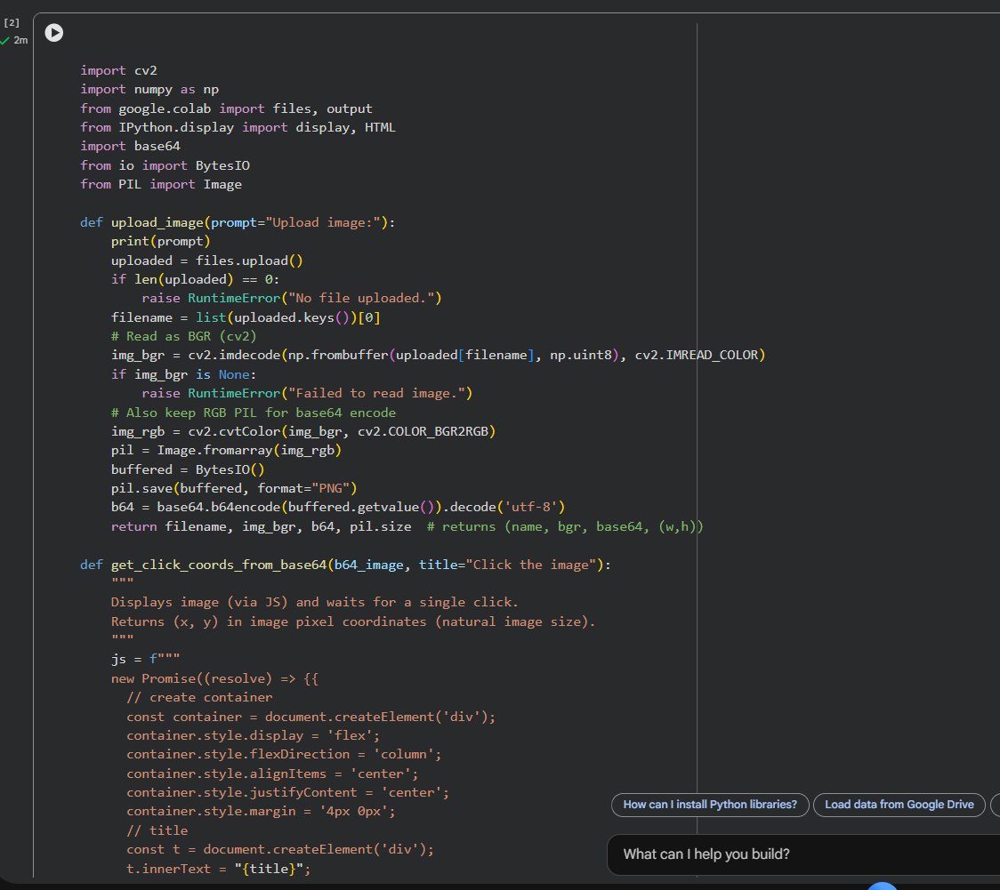 [2]
2m
import cv2
import numpy as np
from google.colab import files, output
from IPython.display import display, HTML
import base64
from io import BytesIO
from PIL import Image

def upload_image(prompt="Upload image:"):
    print(prompt)
    uploaded = files.upload()
    if len(uploaded) == 0:
        raise RuntimeError("No file uploaded.")
    filename = list(uploaded.keys())[0]
    # Read as BGR (cv2)
    img_bgr = cv2.imdecode(np.frombuffer(uploaded[filename], np.uint8), cv2.IMREAD_COLOR)
    if img_bgr is None:
        raise RuntimeError("Failed to read image.")
    # Also keep RGB PIL for base64 encode
    img_rgb = cv2.cvtColor(img_bgr, cv2.COLOR_BGR2RGB)
    pil = Image.fromarray(img_rgb)
    buffered = BytesIO()
    pil.save(buffered, format="PNG")
    b64 = base64.b64encode(buffered.getvalue()).decode('utf-8')
    return filename, img_bgr, b64, pil.size  # returns (name, bgr, base64, (w,h))

def get_click_coords_from_base64(b64_image, title="Click the image"):
    """
    Displays image (via JS) and waits for a single click.
    Returns (x, y) in image pixel coordinates (natural image size).
    """
    js = f"""
    new Promise((resolve) => {{
      // create container
      const container = document.createElement('div');
      container.style.display = 'flex';
      container.style.flexDirection = 'column';
      container.style.alignItems = 'center';
      container.style.justifyContent = 'center';
      container.style.margin = '4px 0px';
      // title
      const t = document.createElement('div');
      t.innerText = "{title}";
How can I install Python libraries?
Load data from Google Drive
What can I help you build?